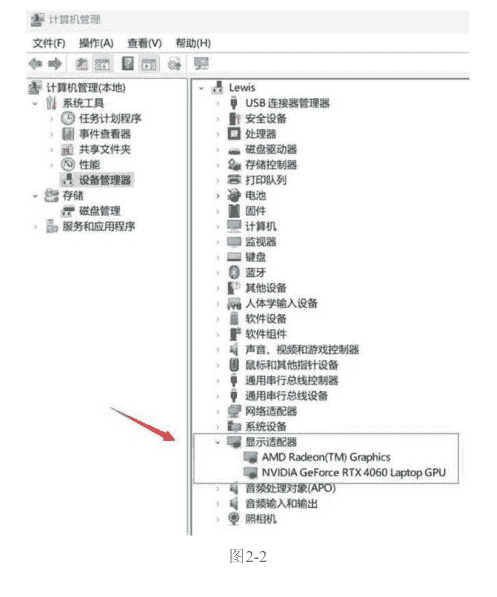 计算机管理
文件(F) 操作(A) 查看(V) 帮助(H)
计算机管理(本地)
系统工具
任务计划程序
事件查看器
共享文件夹
性能
设备管理器
存储
磁盘管理
服务和应用程序
Lewis
USB 连接器管理器
安全设备
处理器
磁盘驱动器
存储控制器
打印队列
电池
固件
计算机
监视器
键盘
蓝牙
其他设备
人体学输入设备
软件设备
软件组件
声音、视频和游戏控制器
鼠标和其他指针设备
通用串行总线控制器
通用串行总线设备
网络适配器
系统设备
显示适配器
AMD Radeon(TM) Graphics
NVIDIA GeForce RTX 4060 Laptop GPU
音频处理对象(APO)
音频输入和输出
照相机
图2-2